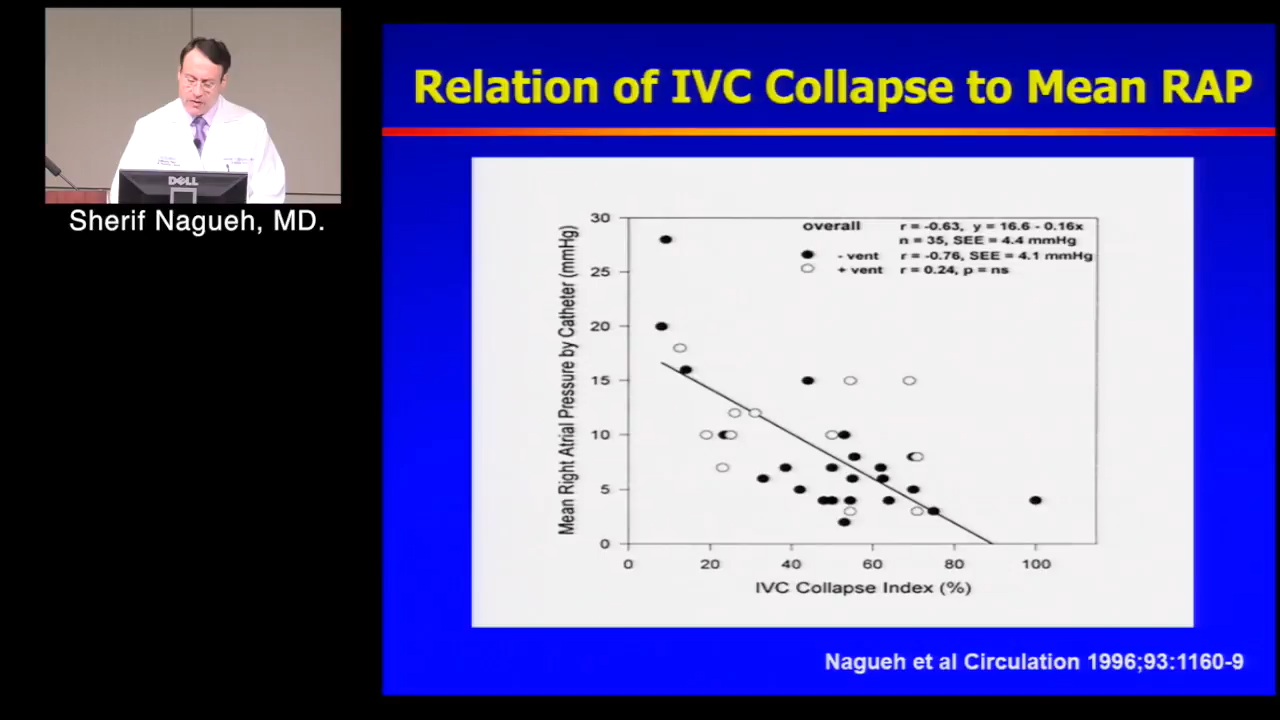 Relation of IVC Collapse to Mean RAP
DELL
Sherif Nagueh, MD.
Mean Right Atrial Pressure by Catheter (mmHg)
30
25
20
15
10
5
0
overall r = -0.63, y = 16.6 - 0.16x
n = 35, SEE = 4.4 mmHg
- vent r = -0.76, SEE = 4.1 mmHg
+ vent r = 0.24, p = ns
0 20 40 60 80 100
IVC Collapse Index (%)
Nagueh et al Circulation 1996;93:1160-9